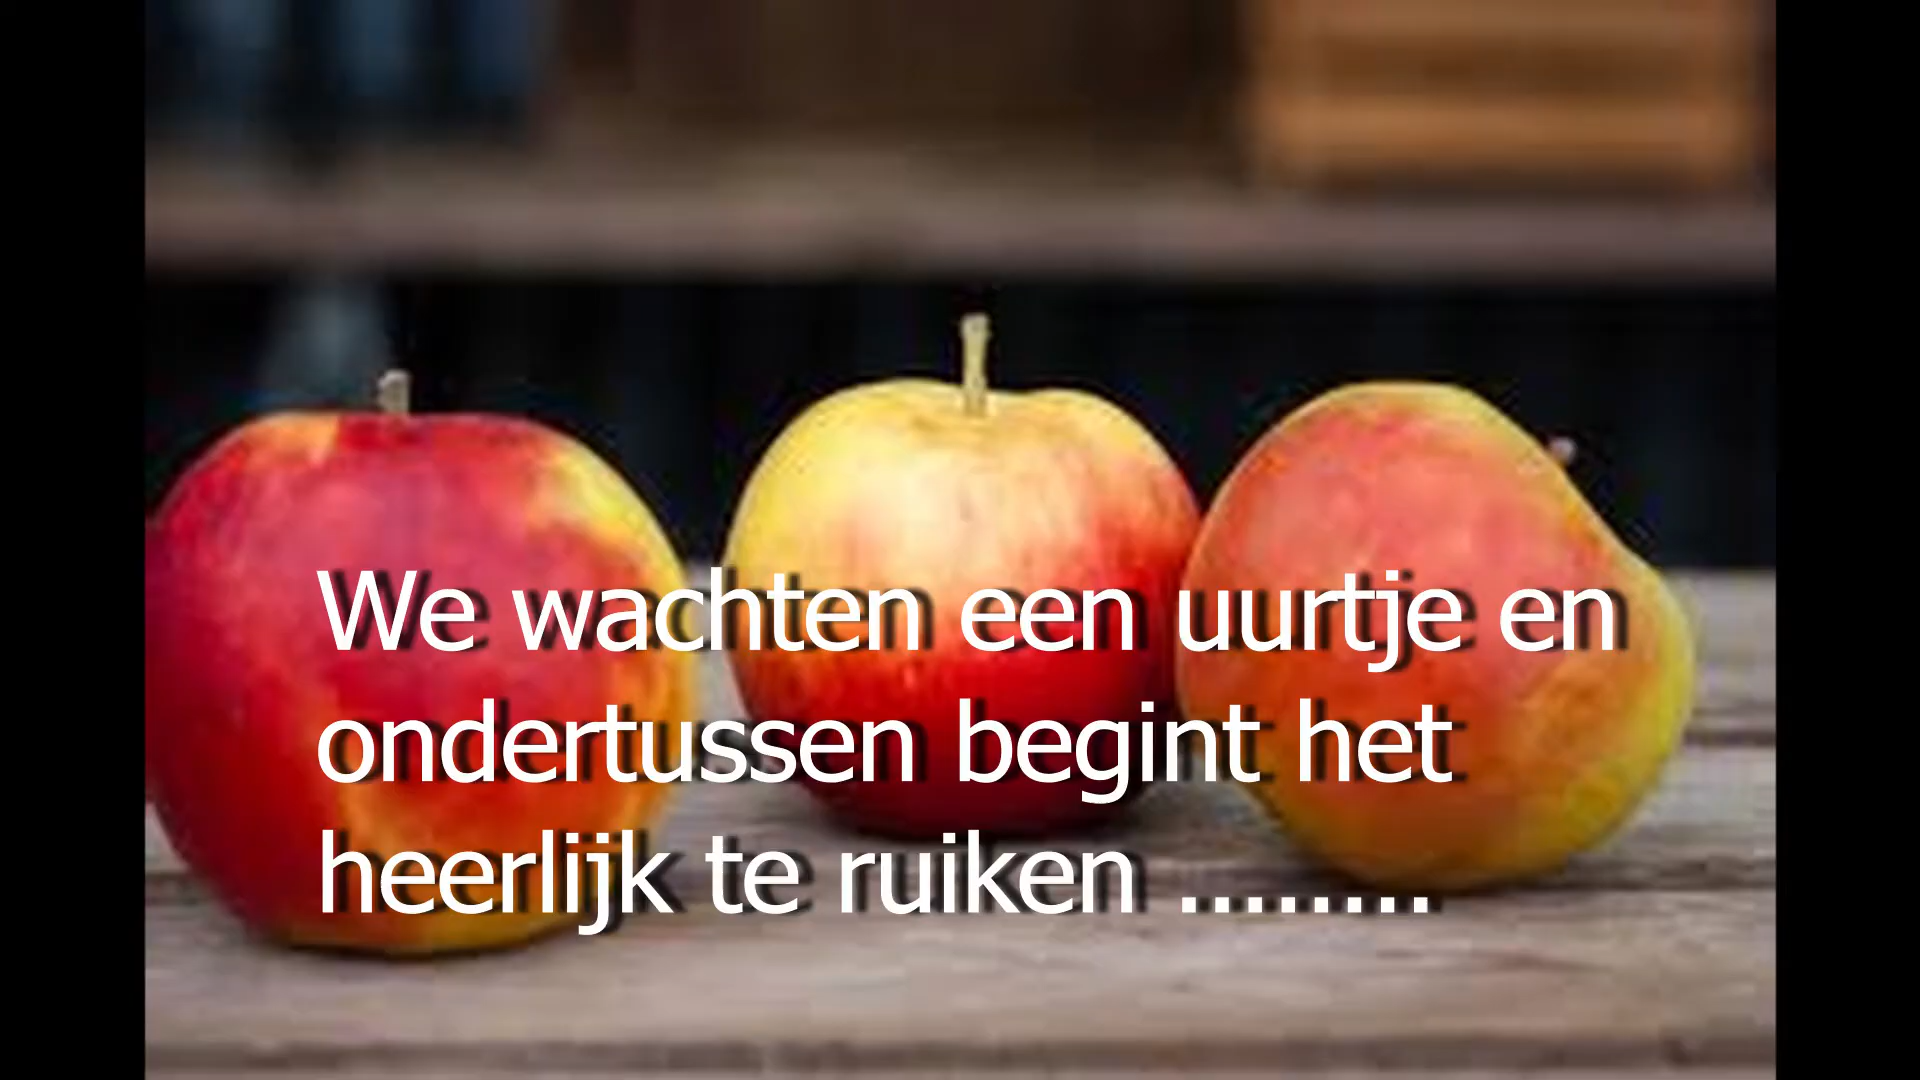 We wachten een uurtje en
ondertussen begint het
heerlijk te ruiken ........